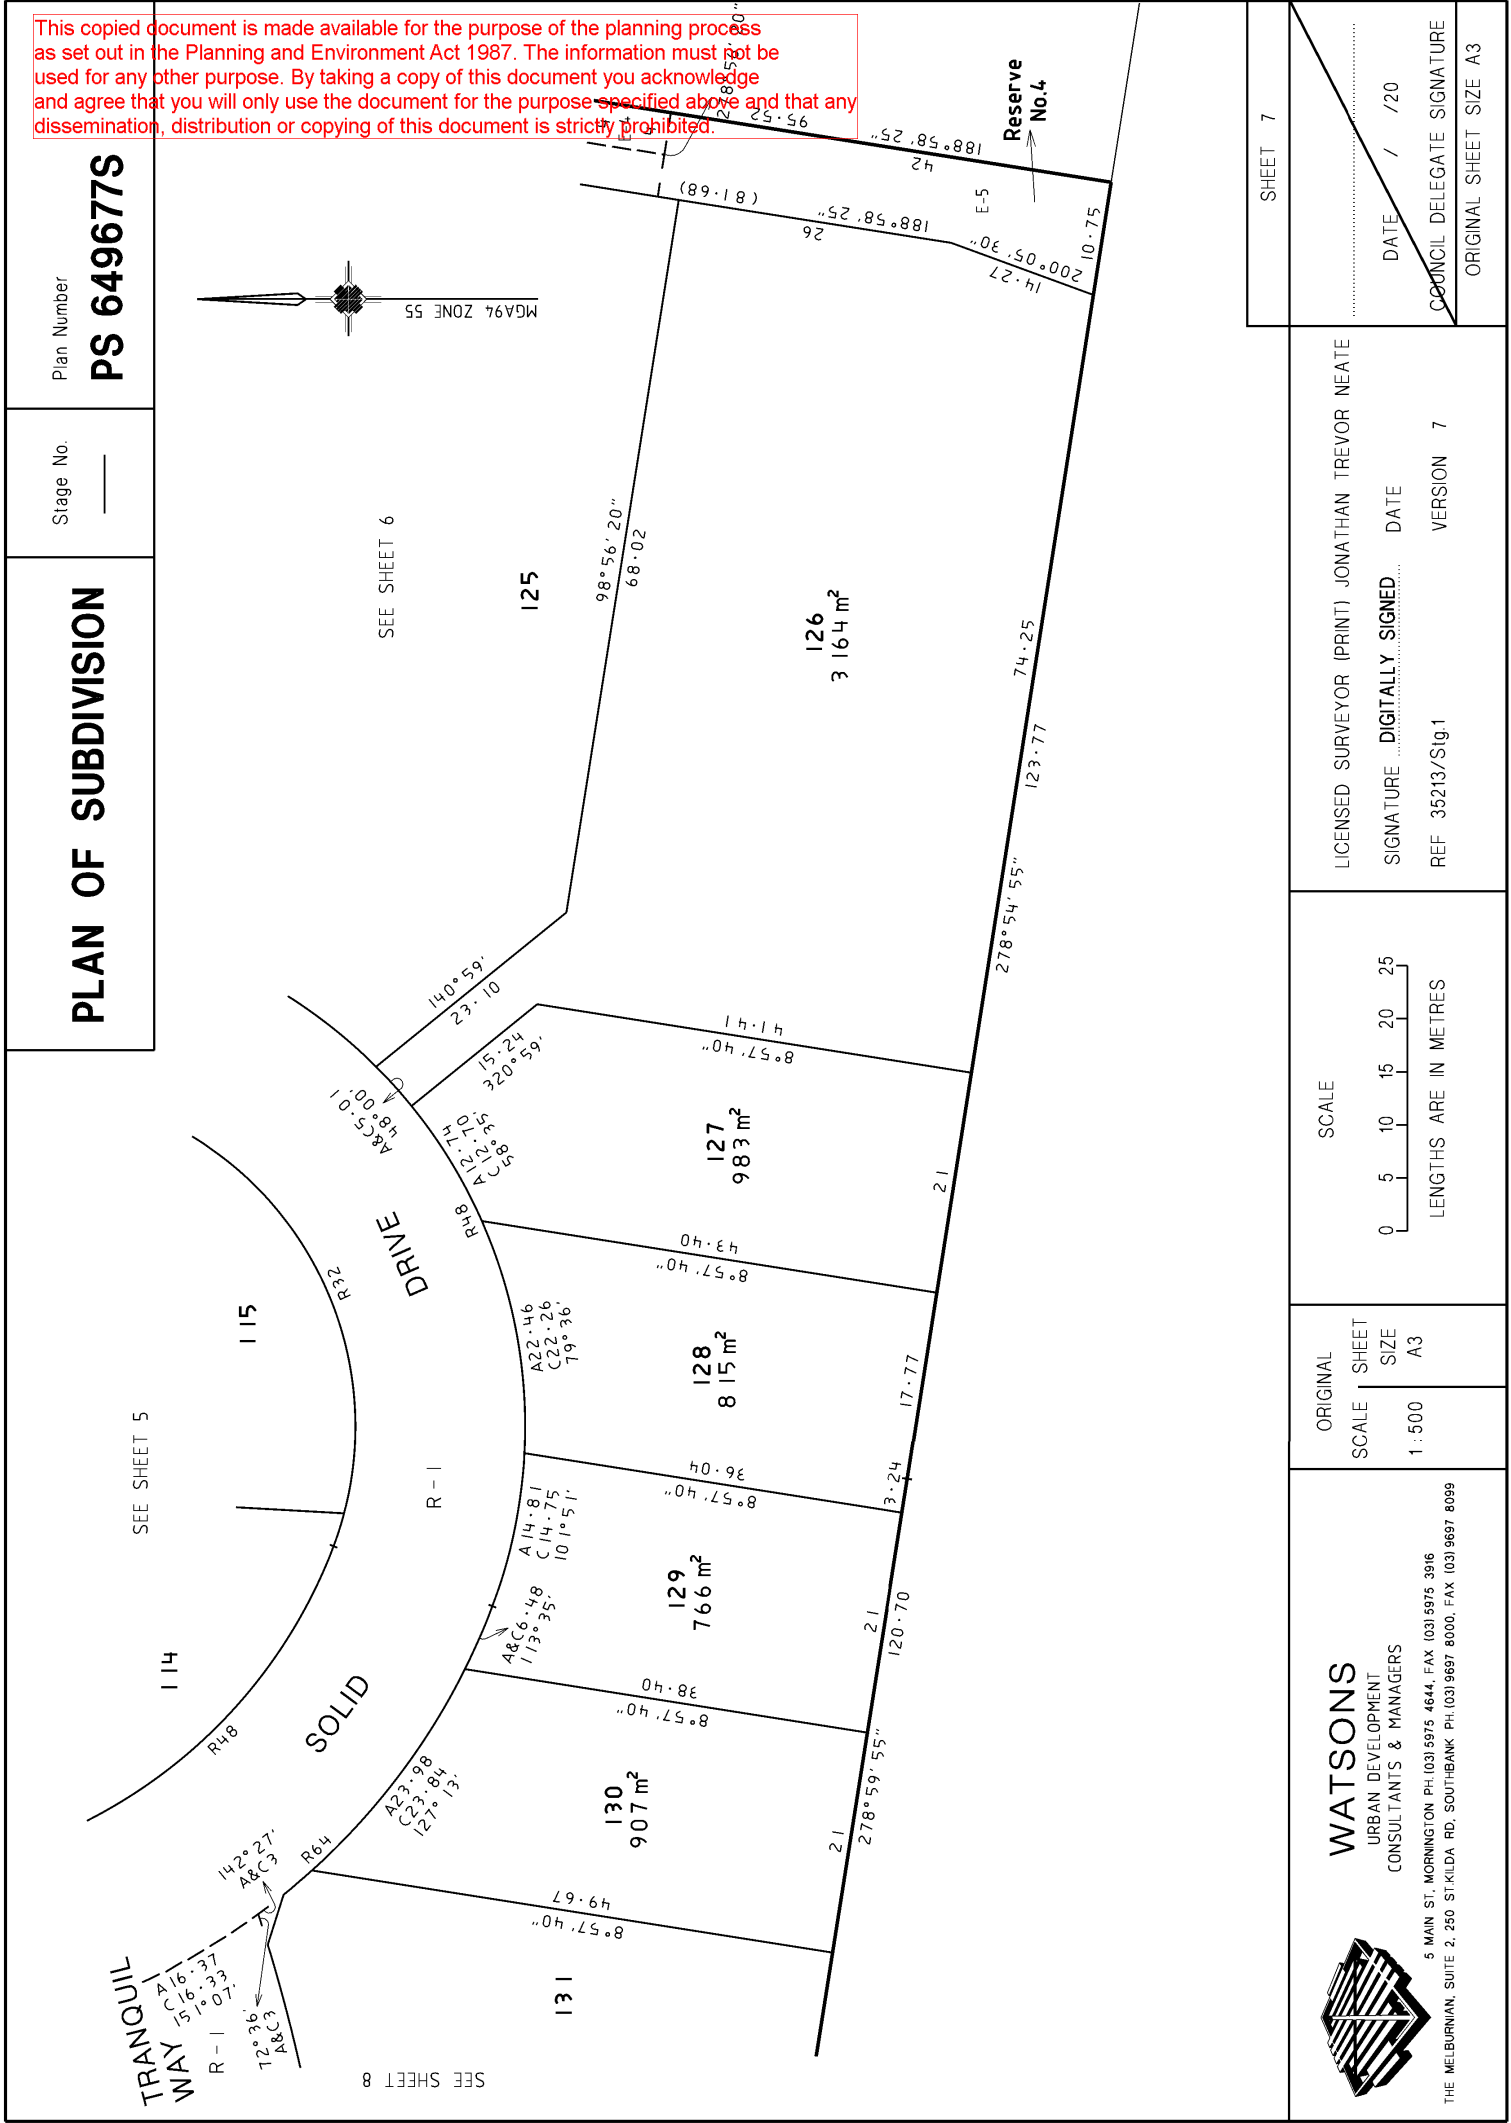 This copied document is made available for the purpose of the planning process
as set out in the Planning and Environment Act 1987. The information must not be
used for any other purpose. By taking a copy of this document you acknowledge
and agree that you will only use the document for the purpose specified above and that any
dissemination, distribution or copying of this document is strictly prohibited.
PLAN OF SUBDIVISION
Stage No.
Plan Number
PS 649677S
MGA94 ZONE 55
SEE SHEET 5
SEE SHEET 6
SEE SHEET 8
114
115
125
98°56'20"
68·02
126
3164m²
140°59'
23·10
15·24
320°59'
A&C5·01
48°00'
A12·74
C12·70
58°35'
R48
R32
DRIVE
SOLID
R-1
R48
127
983m²
41·41
8°57'40"
21
43·40
8°57'40"
A22·46
C22·26
79°36'
128
815m²
17·77
36·04
8°57'40"
3·24
A14·81
C14·75
101°51'
A&C6·48
113°35'
129
766m²
21
120·70
38·40
8°57'40"
A23·98
C23·84
127°13'
R64
130
907m²
21
278°59'55"
49·67
8°57'40"
131
142°27'
A&C3
TRANQUIL
WAY
R-1
A16·37
C16·33
151°07'
72°36'
A&C3
278°54'55"
123·77
74·25
10·75
14·27
200°05'30"
26
188°58'25"
(81·68)
42
188°58'25"
95·52
E-4
E-5
Reserve
No.4
WATSONS
URBAN DEVELOPMENT
CONSULTANTS & MANAGERS
5 MAIN ST, MORNINGTON PH.(03) 5975 4644, FAX (03) 5975 3916
THE MELBURNIAN, SUITE 2, 250 ST.KILDA RD, SOUTHBANK PH.(03) 9697 8000, FAX (03) 9697 8099
ORIGINAL
SCALE
SHEET
SIZE
1:500
A3
SCALE
0 5 10 15 20 25
LENGTHS ARE IN METRES
LICENSED SURVEYOR (PRINT) JONATHAN TREVOR NEATE
SIGNATURE DIGITALLY SIGNED DATE
REF 35213/Stg.1 VERSION 7
SHEET 7
DATE / /20
COUNCIL DELEGATE SIGNATURE
ORIGINAL SHEET SIZE A3